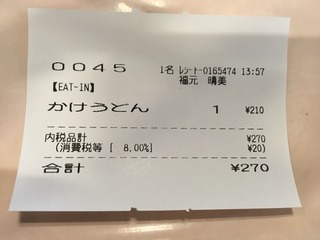 0045 1名 ﾚｼｰﾄｰ0165474 13:57
福元 晴美
【EAT-IN】
かけうどん 1 ¥210
内税品計 ¥270
(消費税等 [ 8.00%] ¥20)
合計 ¥270